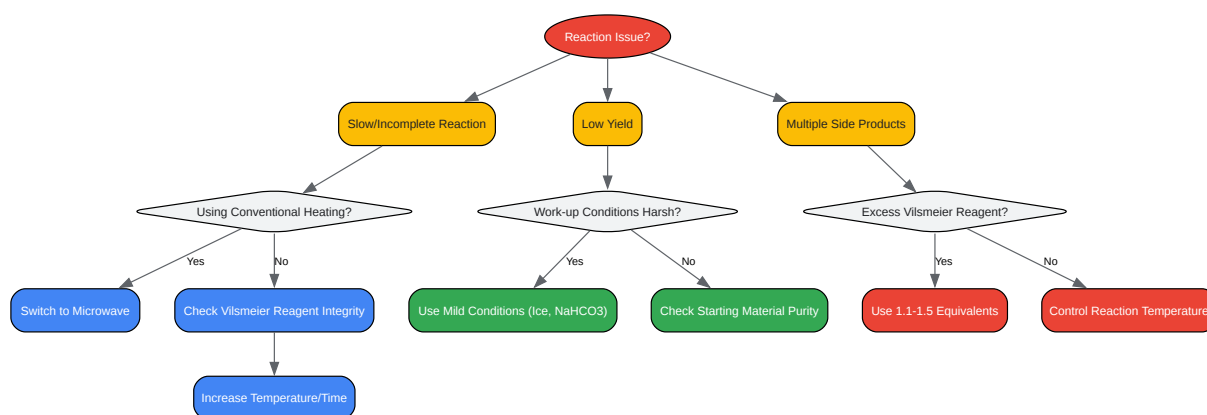 Reaction Issue?
Slow/Incomplete Reaction
Low Yield
Multiple Side Products
Using Conventional Heating?
Work-up Conditions Harsh?
Excess Vilsmeier Reagent?
Yes
No
Yes
No
Yes
No
Switch to Microwave
Check Vilsmeier Reagent Integrity
Use Mild Conditions (Ice, NaHCO3)
Check Starting Material Purity
Use 1.1-1.5 Equivalents
Control Reaction Temperature
Increase Temperature/Time